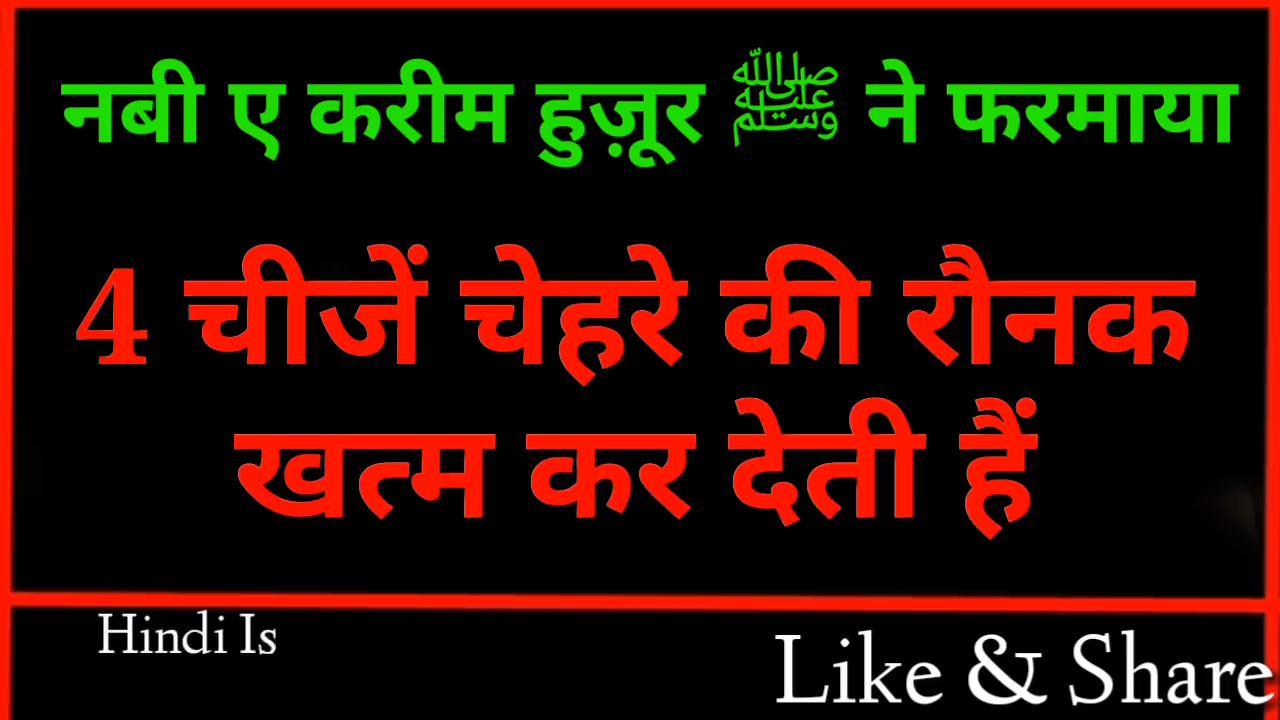 नबी ए करीम हुज़ूर ﷺ ने फरमाया
4 चीजें चेहरे की रौनक
खत्म कर देती हैं
Hindi Is
Like & Share